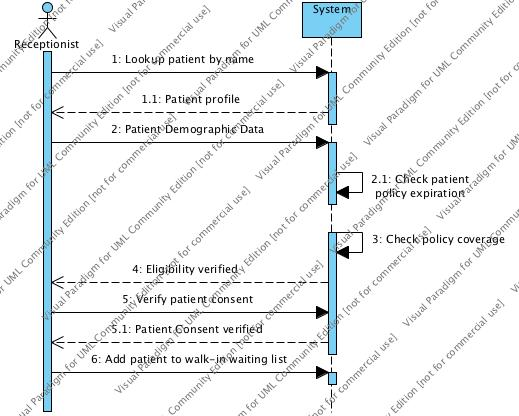 System
Receptionist
1: Lookup patient by name
1.1: Patient profile
2: Patient Demographic Data
2.1: Check patient
policy expiration
3: Check policy coverage
4: Eligibility verified
5: Verify patient consent
5.1: Patient Consent verified
6: Add patient to walk-in waiting list
Visual Paradigm for UML Community Edition [not for commercial use]